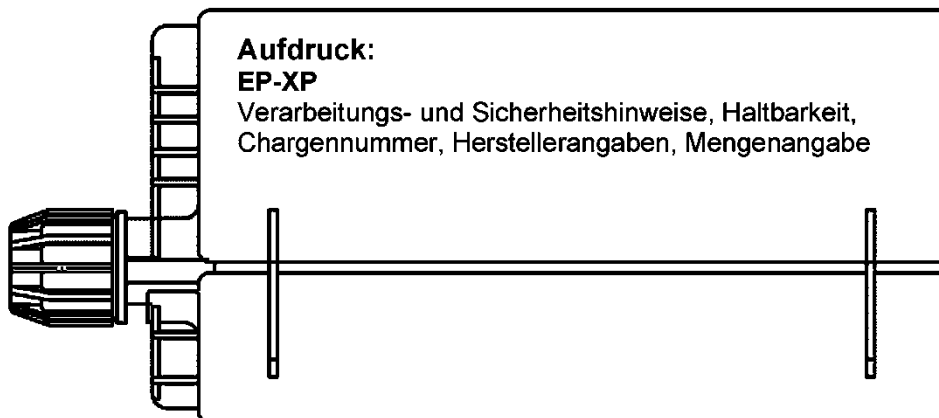 Aufdruck:
EP-XP
Verarbeitungs- und Sicherheitshinweise, Haltbarkeit,
Chargennummer, Herstellerangaben, Mengenangabe